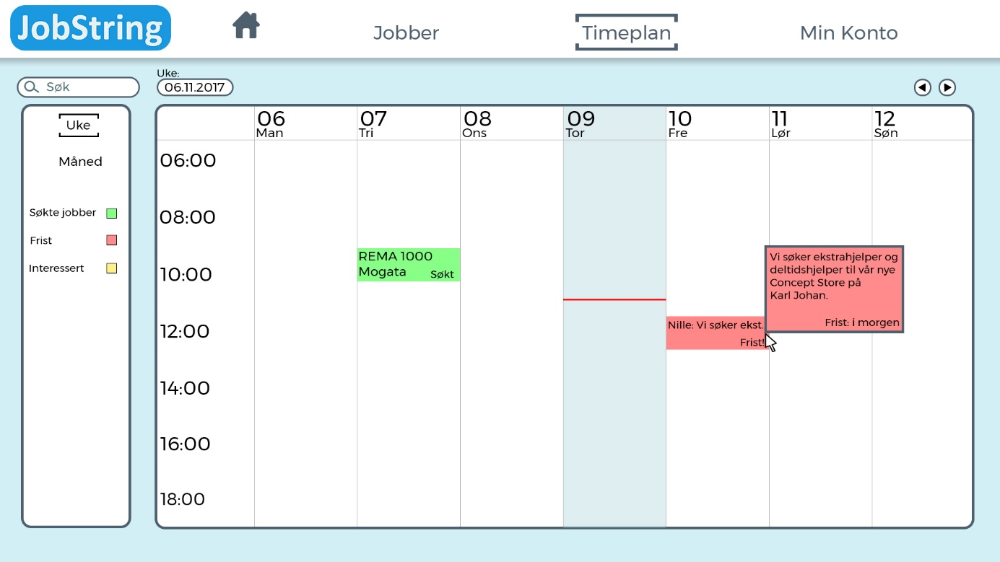 JobString
Jobber
Timeplan
Min Konto
Søk
Uke:
06.11.2017
Uke
Måned
Søkte jobber
Frist
Interessert
06
Man
07
Tri
08
Ons
09
Tor
10
Fre
11
Lør
12
Søn
06:00
08:00
10:00
12:00
14:00
16:00
18:00
REMA 1000
Mogata
Søkt
Nille: Vi søker ekst.
Frist!
Vi søker ekstrahjelper og
deltidshjelper til vår nye
Concept Store på
Karl Johan.
Frist: i morgen